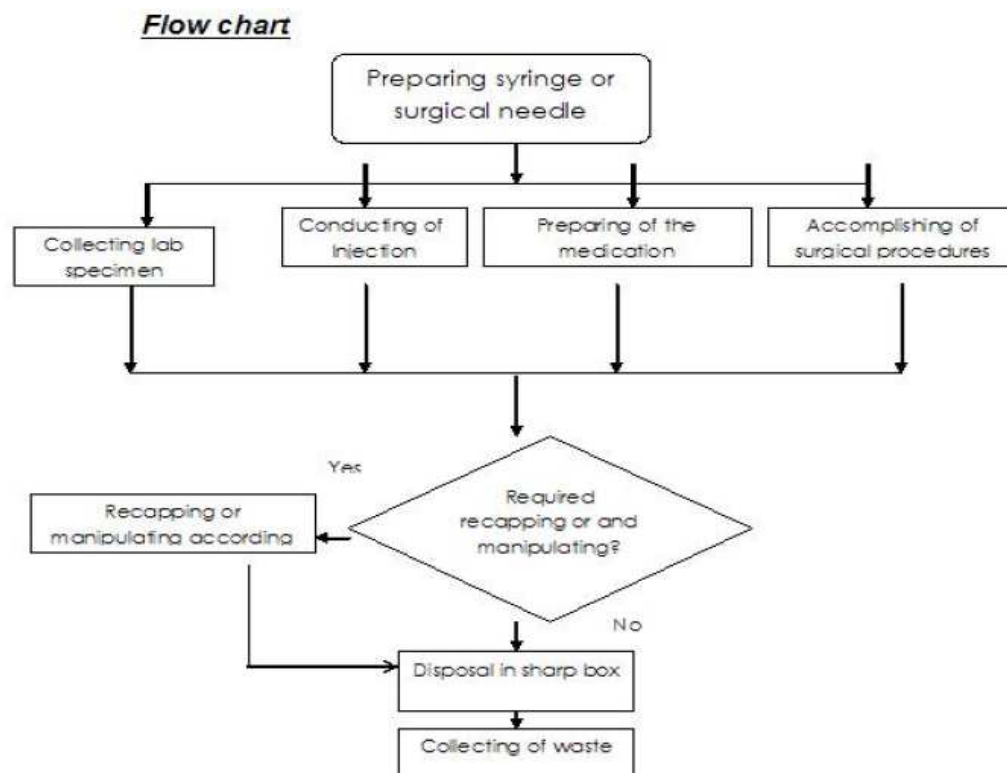 Flow chart
Preparing syringe or
surgical needle
Collecting lab
specimen
Conducting of
Injection
Preparing of the
medication
Accomplishing of
surgical procedures
Yes
Required
recapping or and
manipulating?
Recapping or
manipulating according
No
Disposal in sharp box
Collecting of waste